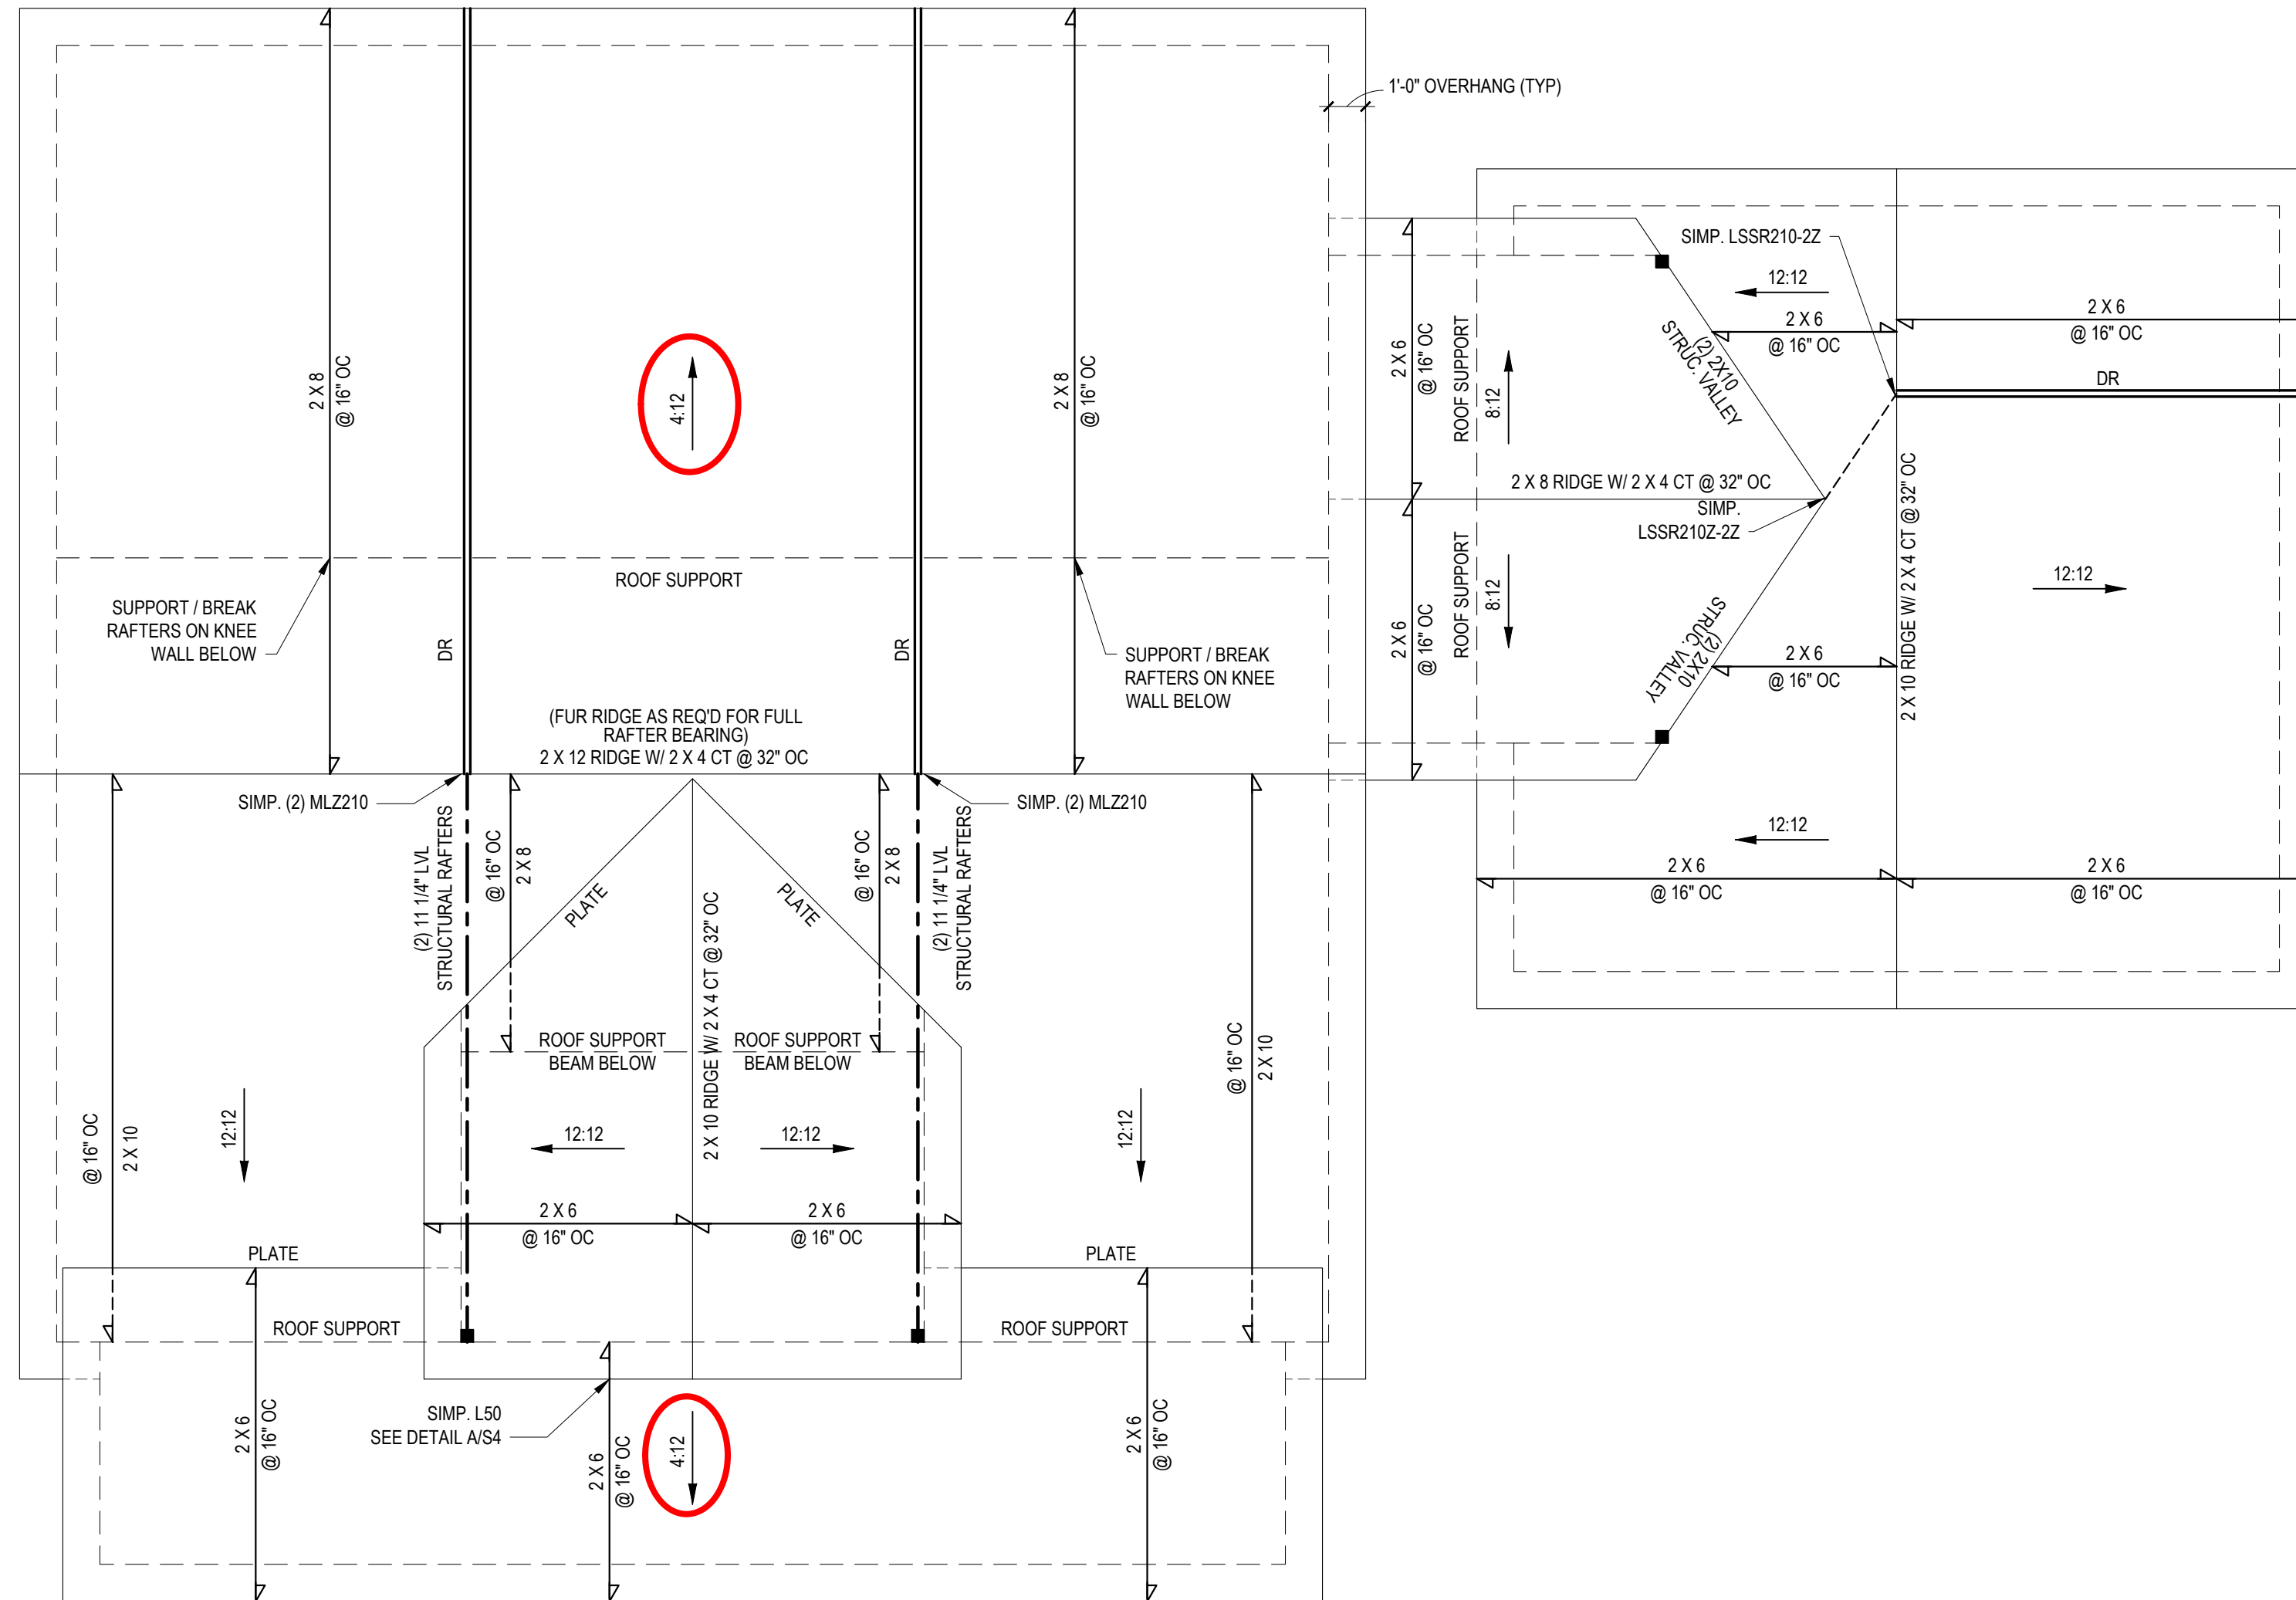 1'-0" OVERHANG (TYP)
2 X 8
@ 16" OC
4:12
2 X 8
@ 16" OC
ROOF SUPPORT
SUPPORT / BREAK
RAFTERS ON KNEE
WALL BELOW
DR
DR
SUPPORT / BREAK
RAFTERS ON KNEE
WALL BELOW
(FUR RIDGE AS REQ'D FOR FULL
RAFTER BEARING)
2 X 12 RIDGE W/ 2 X 4 CT @ 32" OC
SIMP. (2) MLZ210
SIMP. (2) MLZ210
(2) 11 1/4" LVL
STRUCTURAL RAFTERS
@ 16" OC
2 X 8
PLATE
PLATE
@ 16" OC
2 X 8
(2) 11 1/4" LVL
STRUCTURAL RAFTERS
2 X 10 RIDGE W/ 2 X 4 CT @ 32" OC
ROOF SUPPORT
BEAM BELOW
ROOF SUPPORT
BEAM BELOW
@ 16" OC
2 X 10
12:12
12:12
12:12
12:12
@ 16" OC
2 X 10
2 X 6
@ 16" OC
2 X 6
@ 16" OC
PLATE
PLATE
ROOF SUPPORT
ROOF SUPPORT
2 X 6
@ 16" OC
SIMP. L50
SEE DETAIL A/S4
2 X 6
@ 16" OC
4:12
2 X 6
@ 16" OC
SIMP. LSSR210-2Z
12:12
2 X 6
@ 16" OC
2 X 6
@ 16" OC
DR
2 X 6
@ 16" OC
ROOF SUPPORT
8:12
(2) 2X10
STRUC. VALLEY
2 X 8 RIDGE W/ 2 X 4 CT @ 32" OC
SIMP.
LSSR210Z-2Z
2 X 6
@ 16" OC
ROOF SUPPORT
8:12
(2) 2X10
STRUC. VALLEY
2 X 6
@ 16" OC
2 X 10 RIDGE W/ 2 X 4 CT @ 32" OC
12:12
12:12
2 X 6
@ 16" OC
2 X 6
@ 16" OC